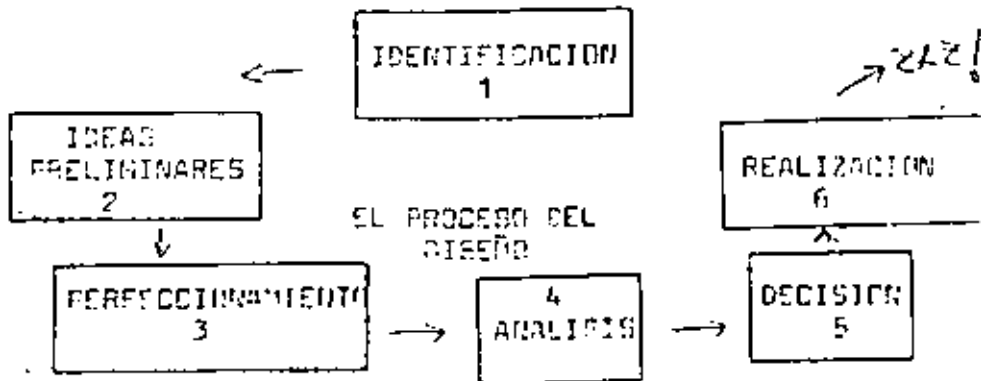 IDENTIFICACION
1
IDEAS
PRELIMINARES
2
EL PROCESO DEL
DISEÑO
PERFECCIONAMIENTO
3
4
ANALISIS
DECISION
5
REALIZACION
6